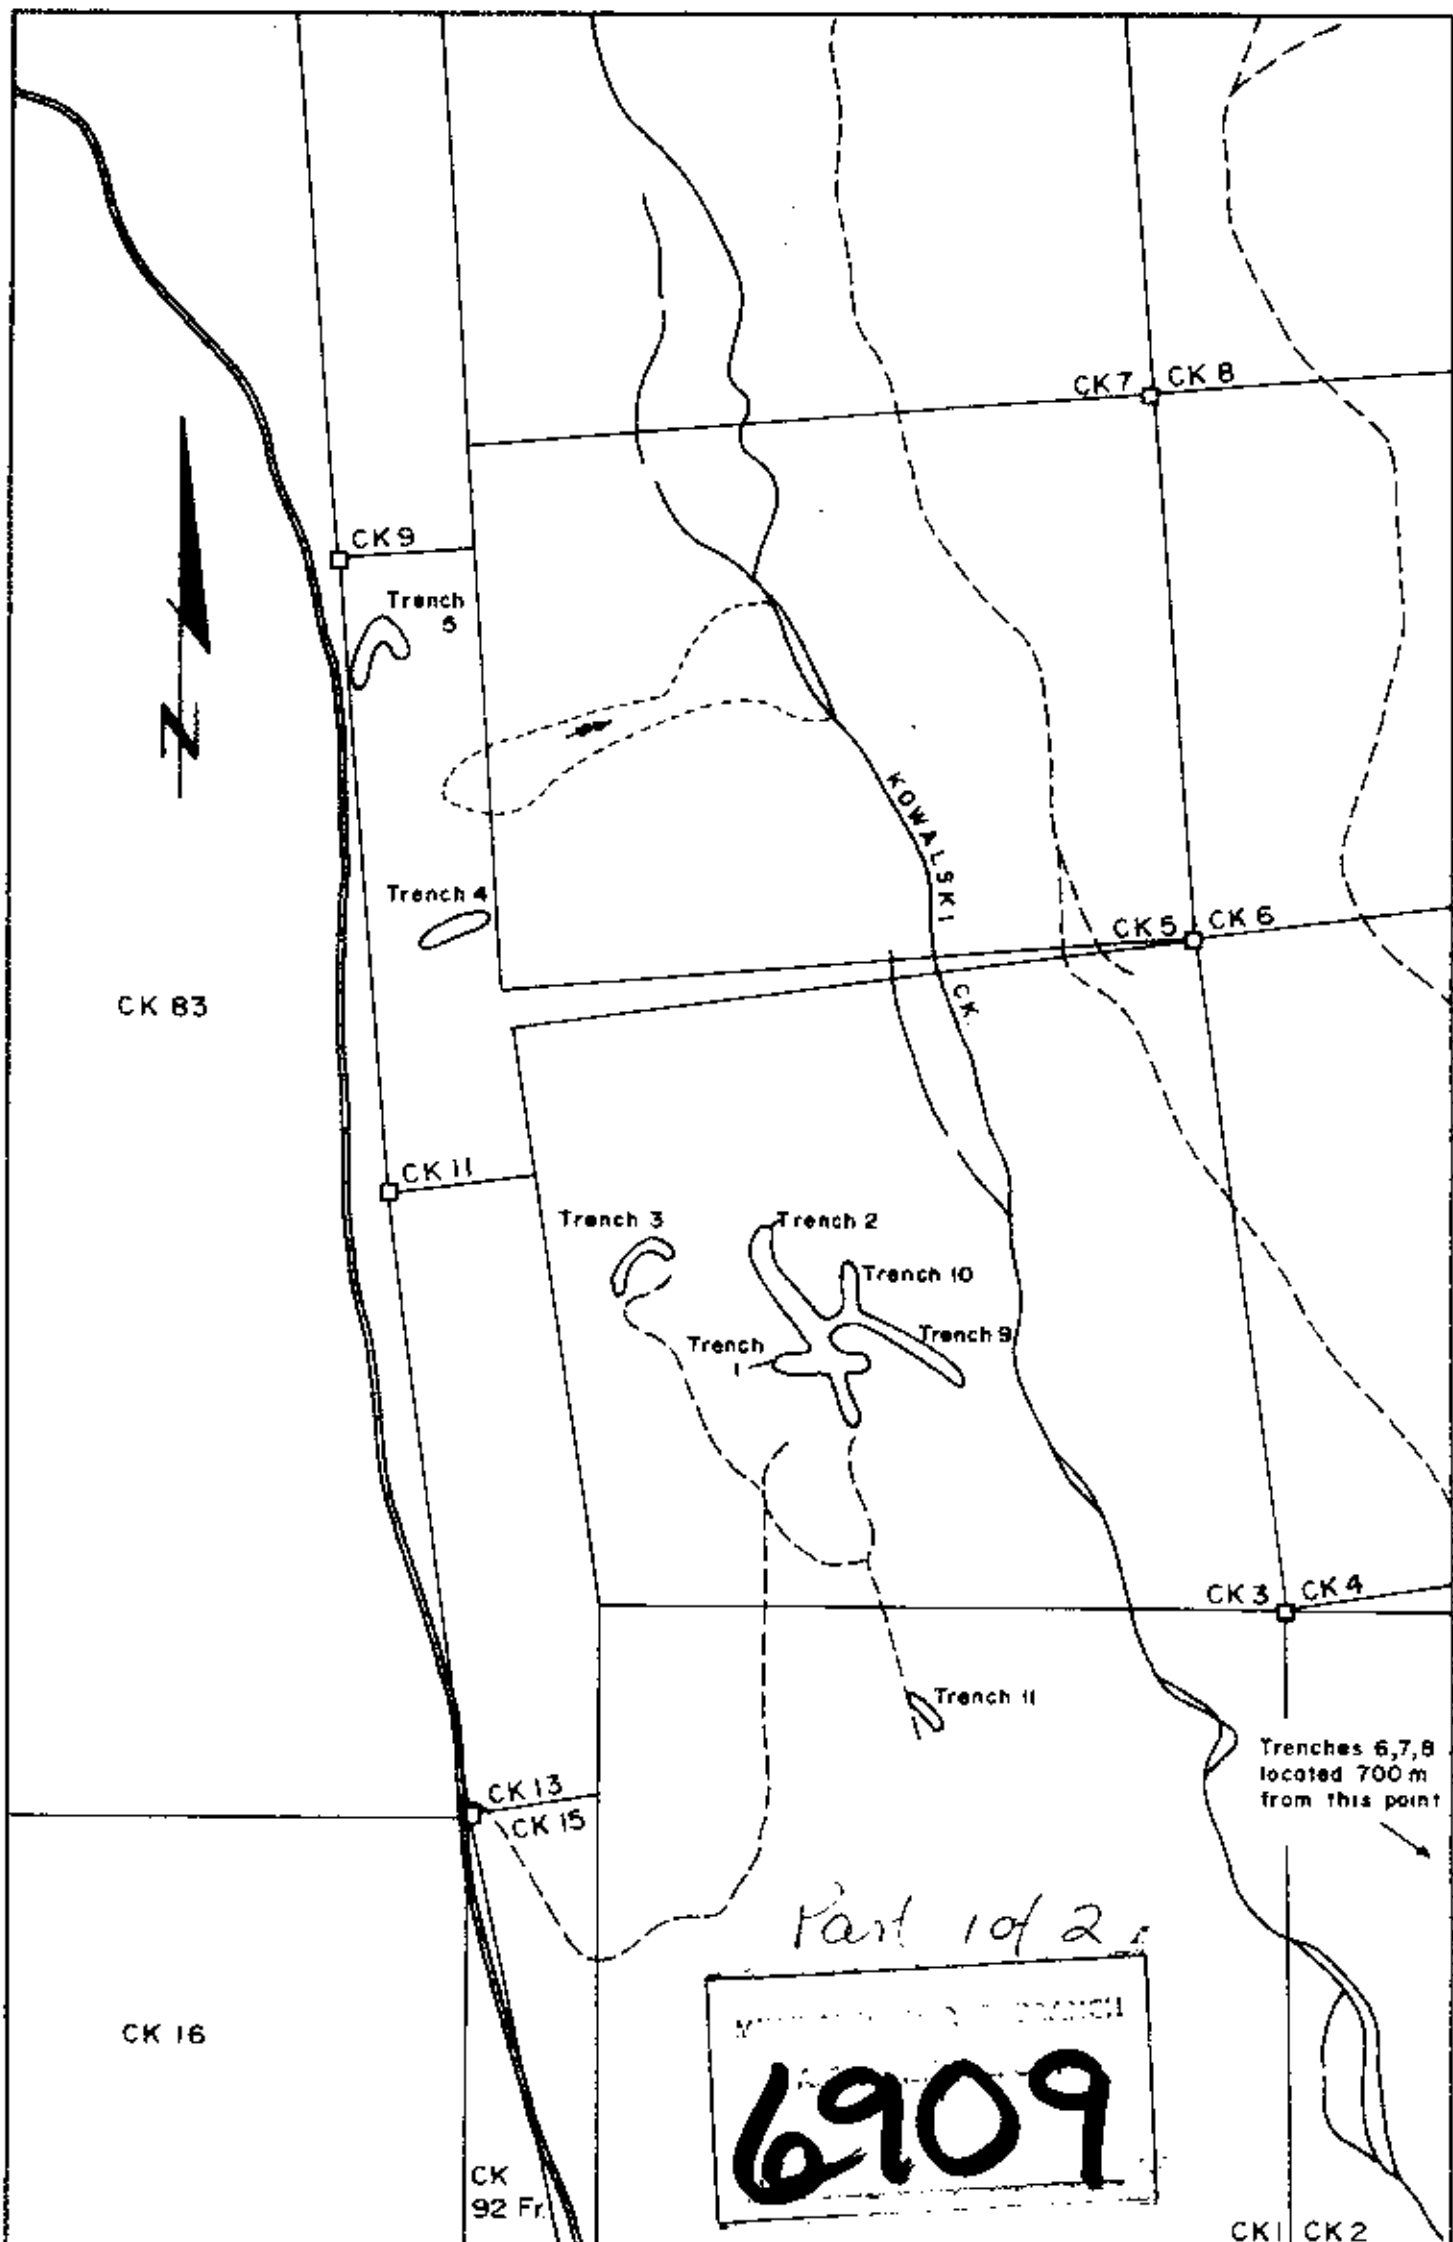 CK 7
CK 8
CK 9
Trench
5
N
KOWALSKI
CK.
Trench 4
CK 5
CK 6
CK 83
CK 11
Trench 3
Trench 2
Trench 10
Trench 9
Trench
1
CK 3
CK 4
Trench 11
Trenches 6,7,8
located 700 m
from this point
CK 13
CK 15
Part 1 of 2
BRANCH
6909
CK 16
CK
92 Fr.
CK 1
CK 2